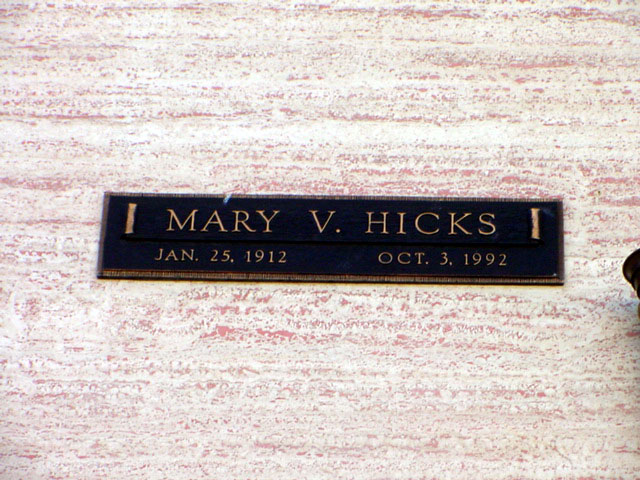 MARY V. HICKS
JAN. 25, 1912 OCT. 3, 1992